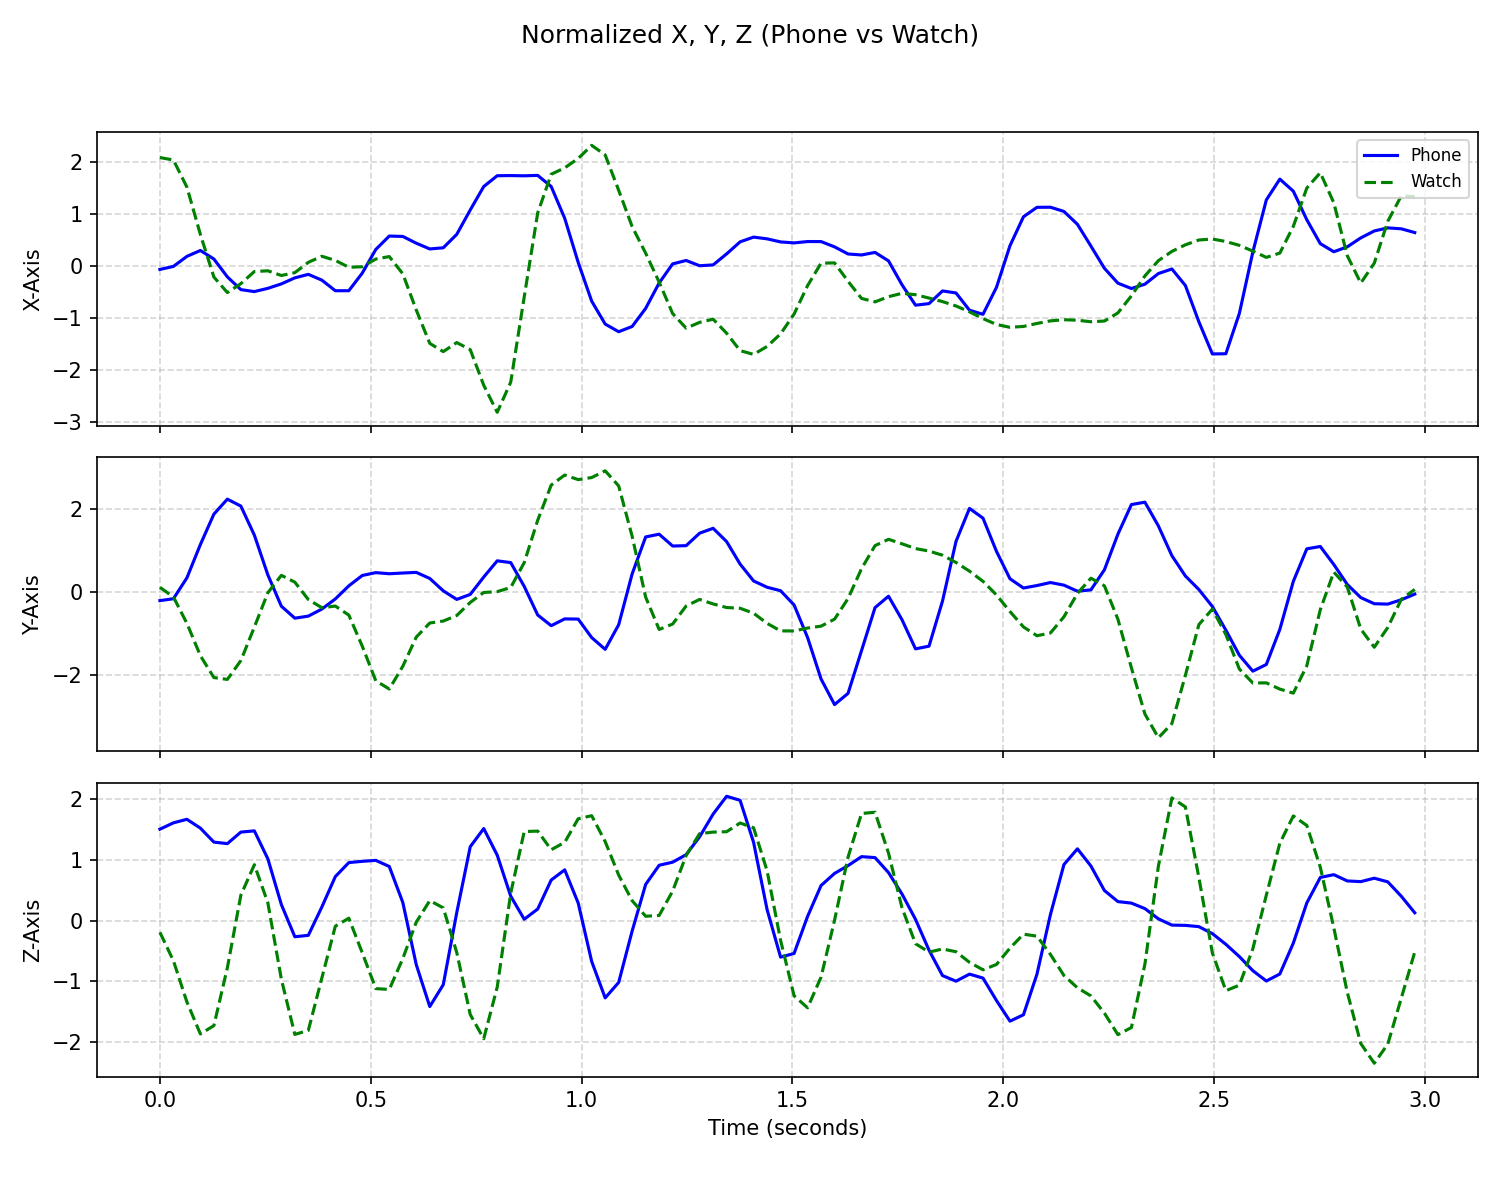 Normalized X, Y, Z (Phone vs Watch)
X-Axis
2
1
0
−1
−2
−3
Phone
Watch
Y-Axis
2
0
−2
Z-Axis
2
1
0
−1
−2
0.0 0.5 1.0 1.5 2.0 2.5 3.0
Time (seconds)